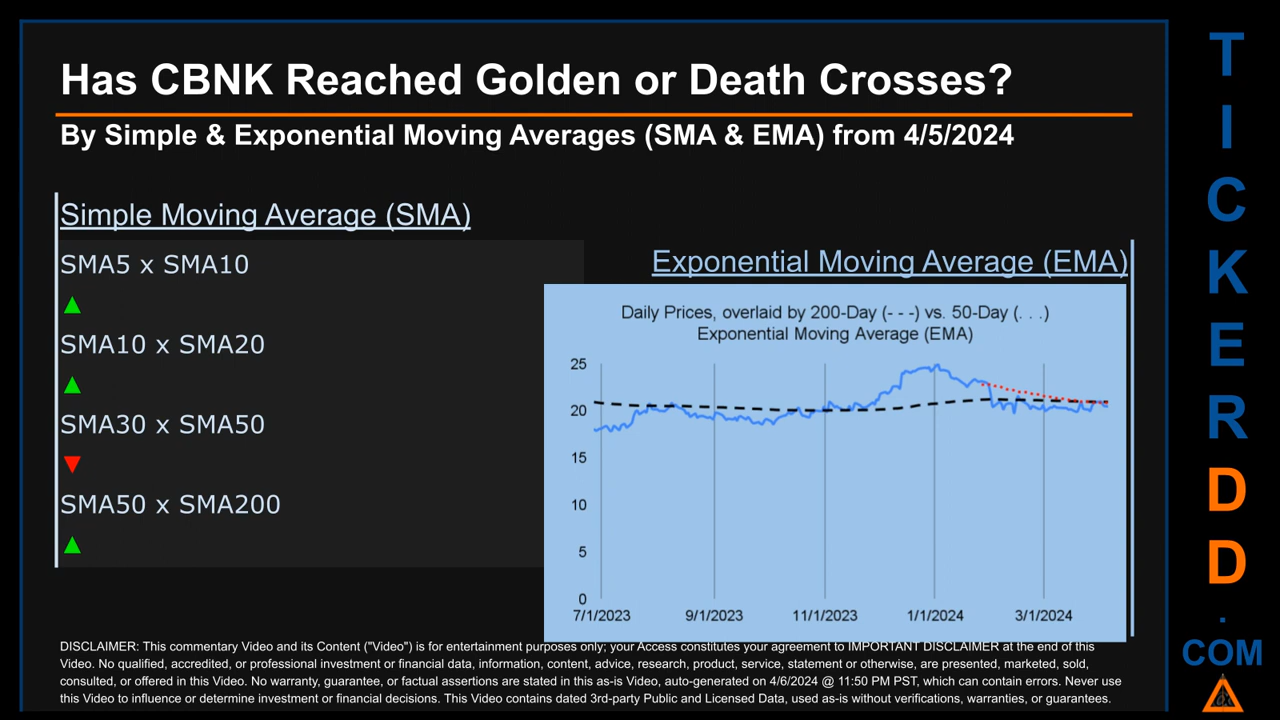 Has CBNK Reached Golden or Death Crosses?
By Simple & Exponential Moving Averages (SMA & EMA) from 4/5/2024
Simple Moving Average (SMA)
SMA5 x SMA10
▲
SMA10 x SMA20
▲
SMA30 x SMA50
▼
SMA50 x SMA200
▲
Exponential Moving Average (EMA)
Daily Prices, overlaid by 200-Day (- - -) vs. 50-Day (. . .)
Exponential Moving Average (EMA)
25
20
15
10
5
0
7/1/2023 9/1/2023 11/1/2023 1/1/2024 3/1/2024
DISCLAIMER: This commentary Video and its Content ("Video") is for entertainment purposes only; your Access constitutes your agreement to IMPORTANT DISCLAIMER at the end of this
Video. No qualified, accredited, or professional investment or financial data, information, content, advice, research, product, service, statement or otherwise, are presented, marketed, sold,
consulted, or offered in this Video. No warranty, guarantee, or factual assertions are stated in this as-is Video, auto-generated on 4/6/2024 @ 11:50 PM PST, which can contain errors. Never use
this Video to influence or determine investment or financial decisions. This Video contains dated 3rd-party Public and Licensed Data, used as-is without verifications, warranties, or guarantees.
T
I
C
K
E
R
D
D
.
COM